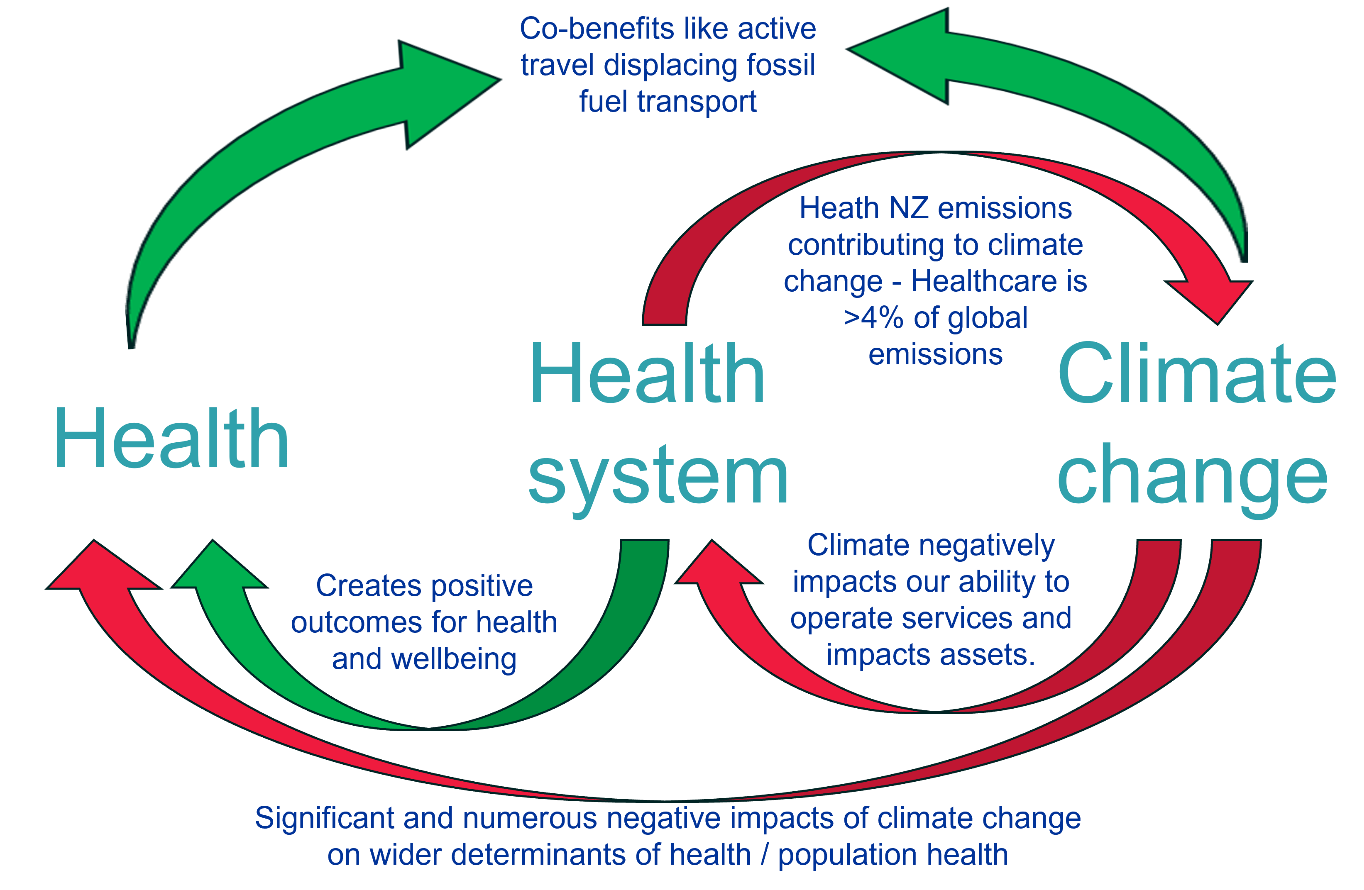 Co-benefits like active
travel displacing fossil
fuel transport
Heath NZ emissions
contributing to climate
change - Healthcare is
>4% of global
emissions
Health
Health
system
Climate
change
Creates positive
outcomes for health
and wellbeing
Climate negatively
impacts our ability to
operate services and
impacts assets.
Significant and numerous negative impacts of climate change
on wider determinants of health / population health